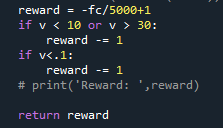 reward = -fc/5000+1
if v < 10 or v > 30:
    reward -= 1
if v<.1:
    reward -= 1
# print('Reward: ',reward)
return reward